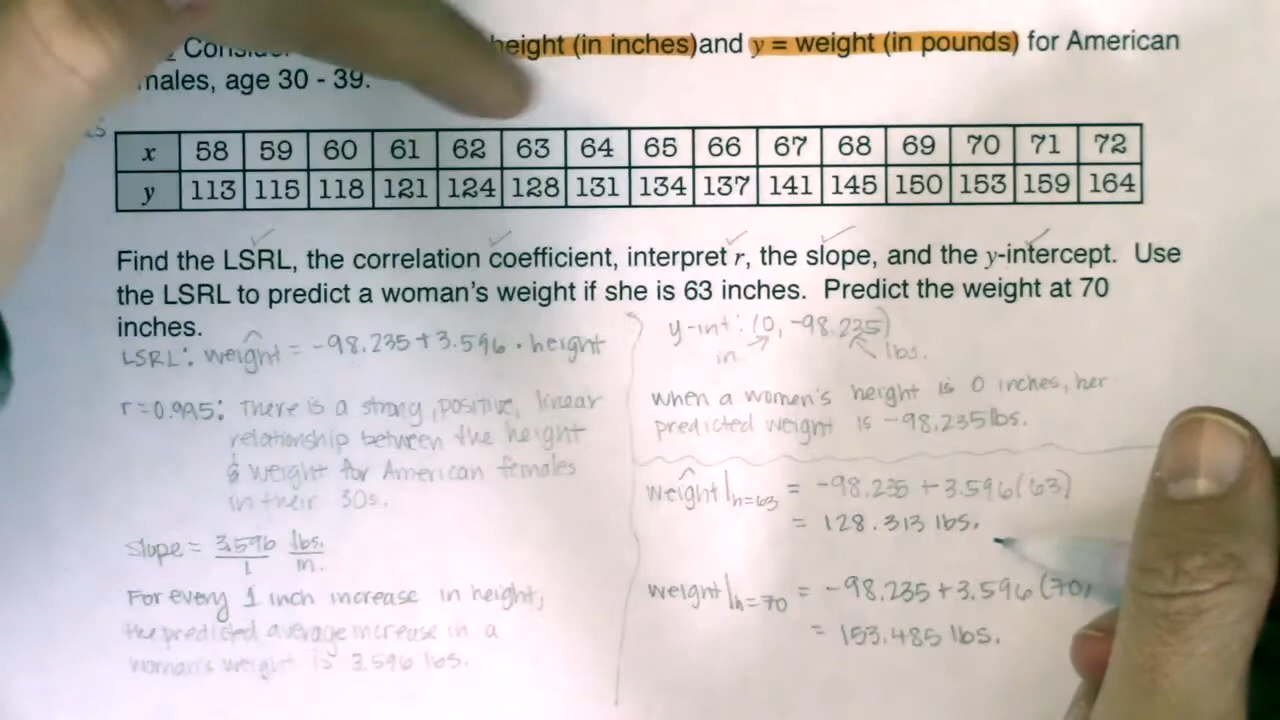 height (in inches) and y = weight (in pounds) for American
males, age 30 - 39.
x 58 59 60 61 62 63 64 65 66 67 68 69 70 71 72
y 113 115 118 121 124 128 131 134 137 141 145 150 153 159 164
Find the LSRL, the correlation coefficient, interpret r, the slope, and the y-intercept. Use
the LSRL to predict a woman's weight if she is 63 inches. Predict the weight at 70
inches.
LSRL: weight = -98.235 + 3.596 · height
r = 0.995: There is a strong, positive, linear
relationship between the height
& weight for American females
in their 30s.
Slope = 3.596/1 lbs./in.
For every 1 inch increase in height,
the predicted average increase in a
woman's weight is 3.596 lbs.
y-int: (0, -98.235)
in lbs.
when a women's height is 0 inches, her
predicted weight is -98.235 lbs.
weight|h=63 = -98.235 + 3.596(63)
= 128.313 lbs.
weight|h=70 = -98.235 + 3.596(70)
= 153.485 lbs.